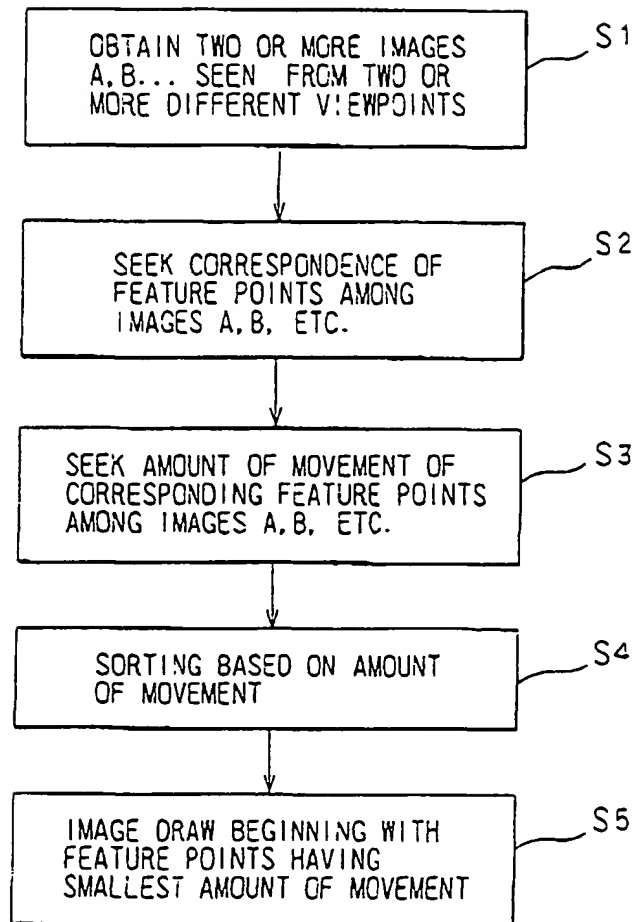 OBTAIN TWO OR MORE IMAGES
A,B... SEEN FROM TWO OR
MORE DIFFERENT VIEWPOINTS
S1
SEEK CORRESPONDENCE OF
FEATURE POINTS AMONG
IMAGES A,B, ETC.
S2
SEEK AMOUNT OF MOVEMENT OF
CORRESPONDING FEATURE POINTS
AMONG IMAGES A,B, ETC.
S3
SORTING BASED ON AMOUNT
OF MOVEMENT
S4
IMAGE DRAW BEGINNING WITH
FEATURE POINTS HAVING
SMALLEST AMOUNT OF MOVEMENT
S5